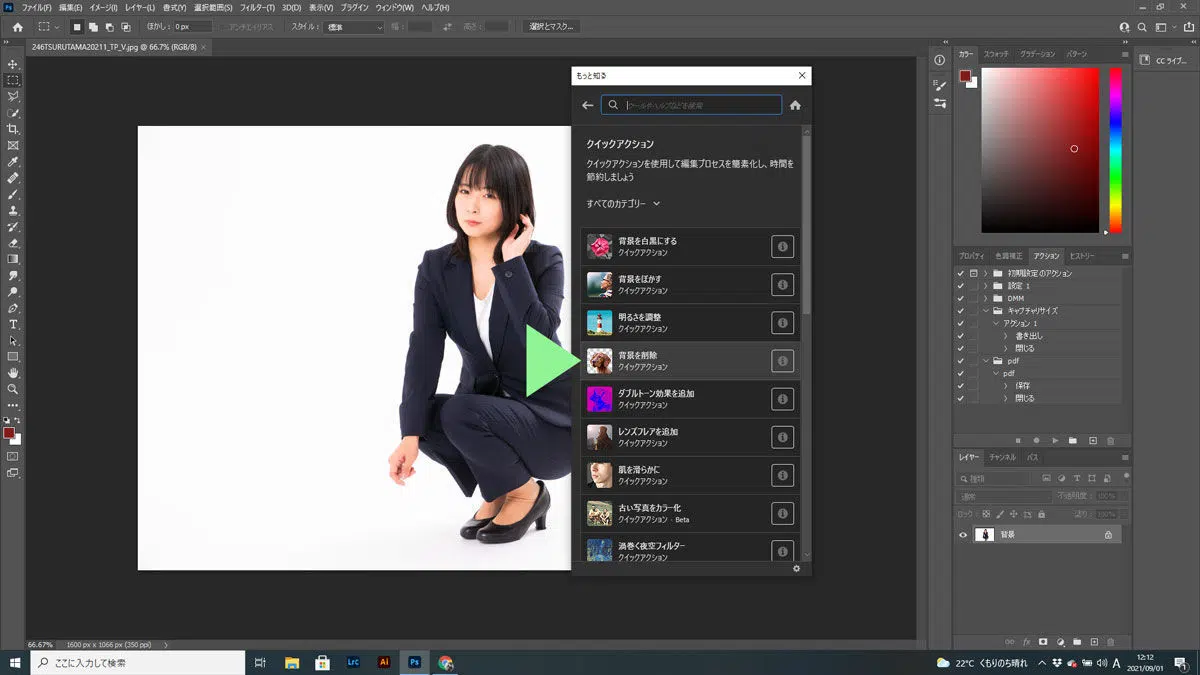 ファイル(F) 編集(E) イメージ(I) レイヤー(L) 書式(Y) 選択範囲(S) フィルター(T) 3D(D) 表示(V) プラグイン ウィンドウ(W) ヘルプ(H)
ぼかし: 0 px アンチエイリアス スタイル: 標準 幅: 高さ: 選択とマスク...
246TSURUTAMA20211_TP_V.jpg @ 66.7% (RGB/8) ×
もっと知る
クイックアクション
クイックアクションを使用して編集プロセスを簡素化し、時間を
節約しましょう
すべてのカテゴリー
背景を白黒にする
クイックアクション
背景をぼかす
クイックアクション
明るさを調整
クイックアクション
背景を削除
クイックアクション
ダブルトーン効果を追加
クイックアクション
レンズフレアを追加
クイックアクション
肌を滑らかに
クイックアクション
古い写真をカラー化
クイックアクション · Beta
渦巻く夜空フィルター
クイックアクション
カラー スウォッチ グラデーション パターン
CC ライブ...
プロパティ 色調補正 アクション ヒストリー
初期設定のアクション
設定 1
DMM
キャプチャリサイズ
アクション 1
書き出し
閉じる
pdf
pdf
保存
閉じる
レイヤー チャンネル パス
種類
通常 不透明度: 100%
ロック: 塗り: 100%
背景
66.67% 1600 px x 1066 px (350 ppi)
ここに入力して検索
Lrc Ai Ps
22°C くもりのち晴れ A
12:12
2021/09/01